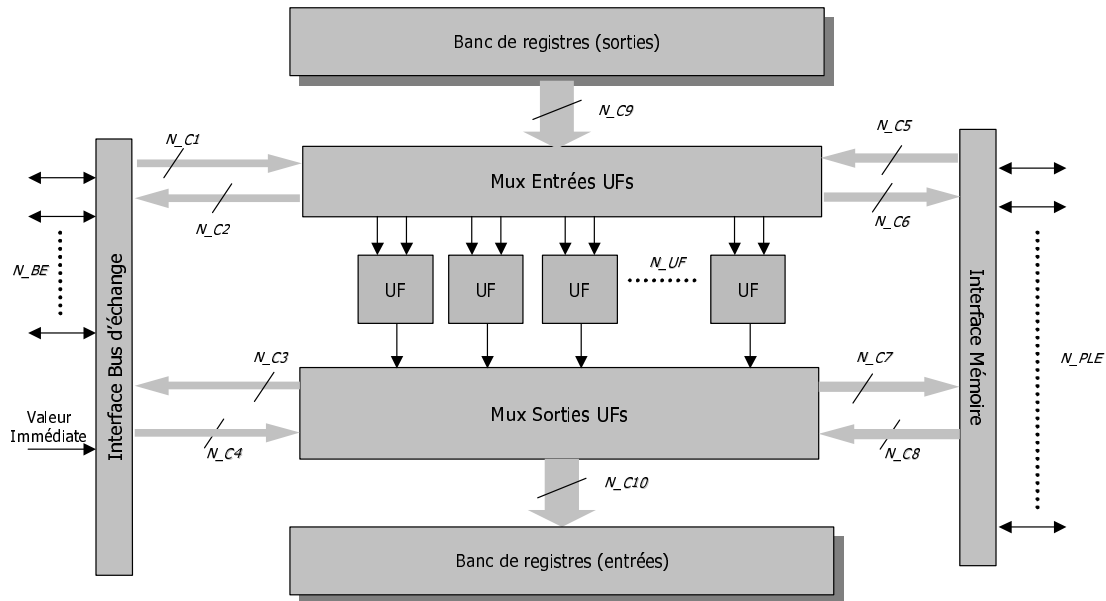 Banc de registres (sorties)
N_C9
N_C1
N_C5
Mux Entrées UFs
N_C2
N_C6
N_BE
Interface Bus d'échange
UF
UF
UF
N_UF
UF
Interface Mémoire
N_PLE
N_C3
N_C7
Mux Sorties UFs
Valeur
Immédiate
N_C4
N_C8
N_C10
Banc de registres (entrées)